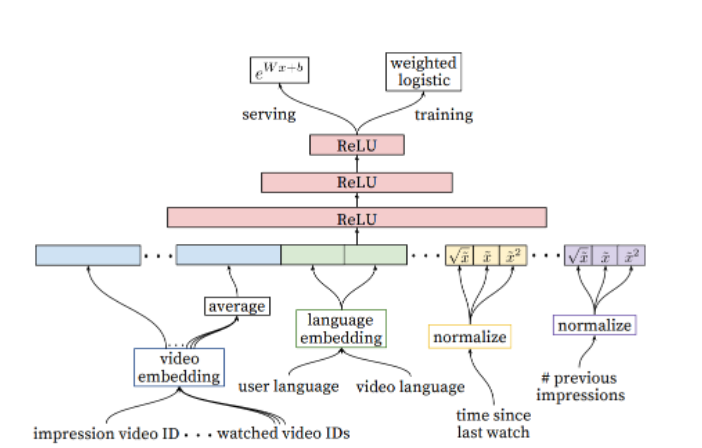 e^{Wx+b}
weighted
logistic
serving
training
ReLU
ReLU
ReLU
. . .
. . .
√x̃ x̃ x̃²
. . .
√x̃ x̃ x̃²
average
language
embedding
normalize
normalize
. . .
video
embedding
user language
video language
# previous
impressions
time since
last watch
impression video ID . . . watched video IDs